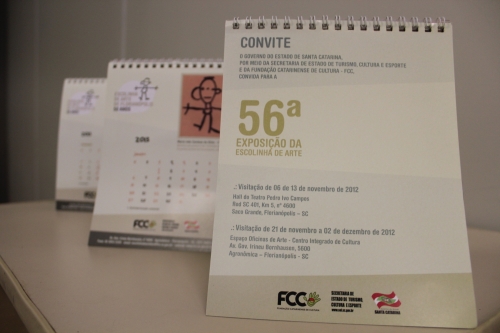 CONVITE
O GOVERNO DO ESTADO DE SANTA CATARINA,
POR MEIO DA SECRETARIA DE ESTADO DE TURISMO, CULTURA E ESPORTE
E DA FUNDAÇÃO CATARINENSE DE CULTURA - FCC,
CONVIDA PARA A
56ª
EXPOSIÇÃO DA
ESCOLINHA DE ARTE
.: Visitação de 06 de 13 de novembro de 2012
Hall do Teatro Pedro Ivo Campos
Rod SC 401, Km 5, nº 4600
Saco Grande, Florianópolis - SC
.: Visitação de 21 de novembro a 02 de dezembro de 2012
Espaço Oficinas de Arte - Centro Integrado de Cultura
Av. Gov. Irineu Bornhausen, 5600
Agronômica - Florianópolis - SC
FCC
SECRETARIA
DE ESTADO DE TURISMO,
CULTURA E ESPORTE
SANTA CATARINA
2013
FCC